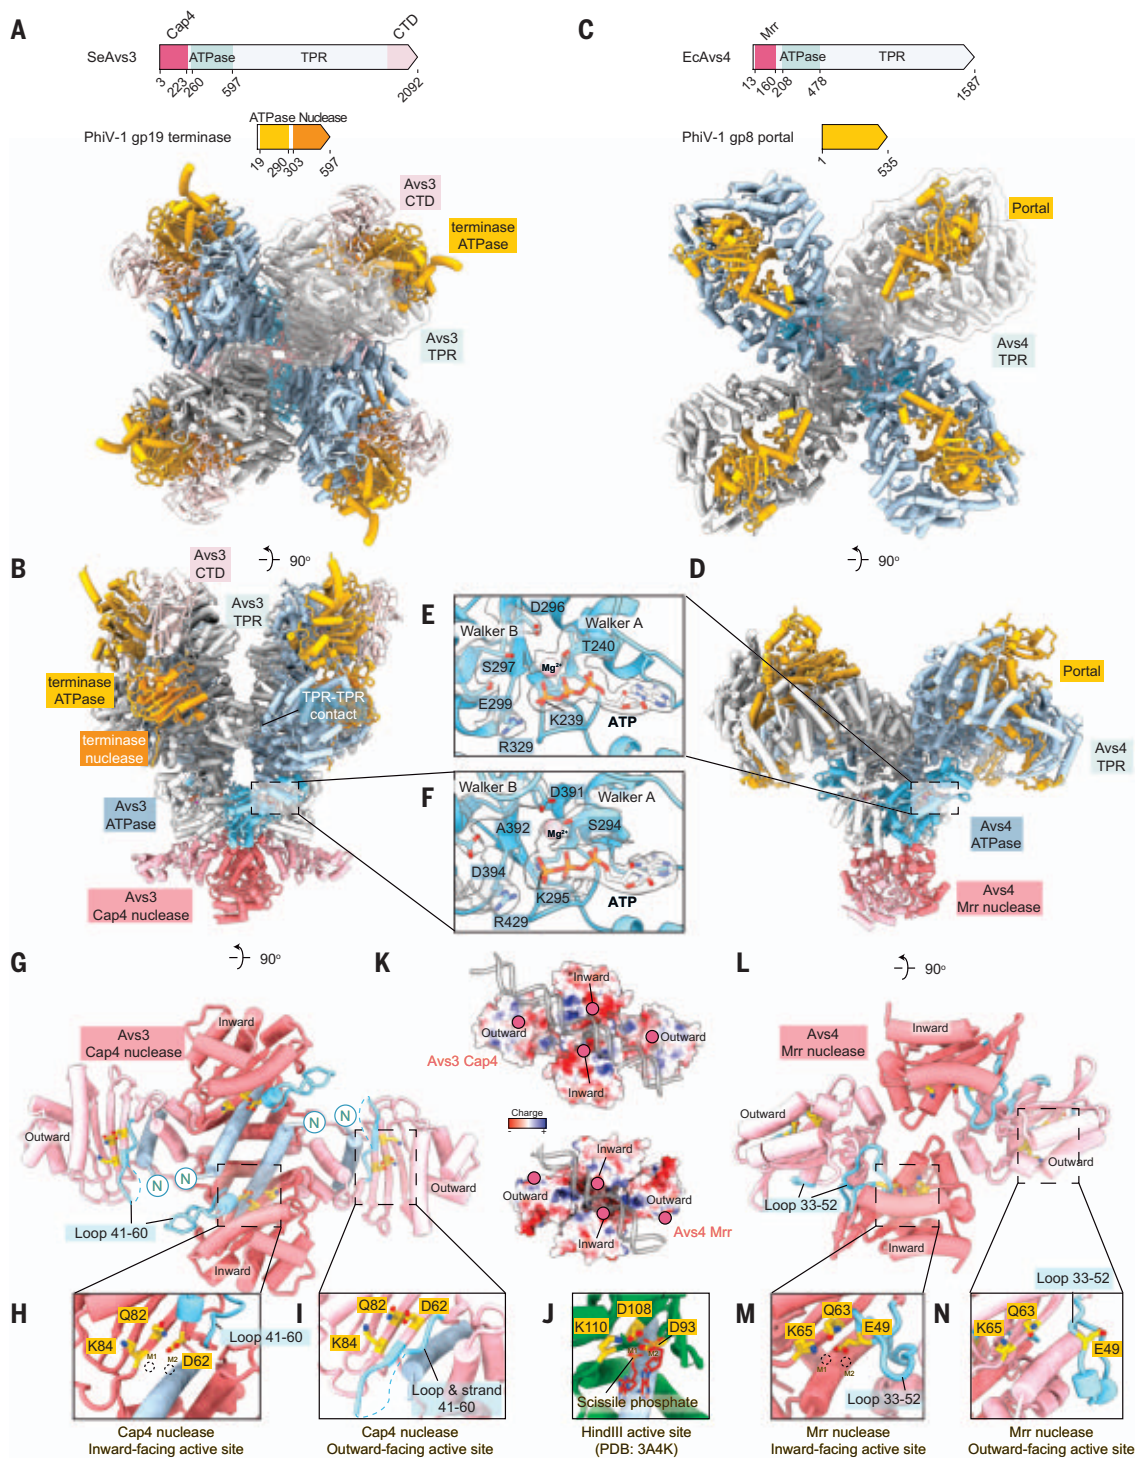 A
Cap4
CTD
SeAvs3
ATPase
TPR
3
223
260
597
2092
ATPase Nuclease
PhiV-1 gp19 terminase
19
290
303
597
Avs3
CTD
terminase
ATPase
Avs3
TPR
C
Mrr
EcAvs4
ATPase
TPR
13
160
208
478
1587
PhiV-1 gp8 portal
1
535
Portal
Avs4
TPR
B
Avs3
CTD
90°
Avs3
TPR
terminase
ATPase
TPR-TPR
contact
terminase
nuclease
Avs3
ATPase
Avs3
Cap4 nuclease
E
D296
Walker B
Walker A
T240
S297
Mg2+
E299
K239
ATP
R329
F
Walker B
D391
Walker A
A392
Mg2+
S294
D394
K295
ATP
R429
D
90°
Portal
Avs4
TPR
Avs4
ATPase
Avs4
Mrr nuclease
G
90°
Avs3
Cap4 nuclease
Inward
Outward
N
N
N
N
Outward
Loop 41-60
Inward
K
Inward
Outward
Outward
Avs3 Cap4
Inward
Charge
-
+
Inward
Outward
Outward
Inward
Avs4 Mrr
L
90°
Avs4
Mrr nuclease
Inward
Outward
Outward
Loop 33-52
Inward
Loop 33-52
H
Q82
K84
Loop 41-60
M1
M2
D62
Cap4 nuclease
Inward-facing active site
I
Q82
D62
K84
Loop & strand
41-60
Cap4 nuclease
Outward-facing active site
J
D108
K110
D93
M1
M2
Scissile phosphate
HindIII active site
(PDB: 3A4K)
M
Q63
K65
E49
M1
M2
Loop 33-52
Mrr nuclease
Inward-facing active site
N
Q63
K65
E49
Mrr nuclease
Outward-facing active site